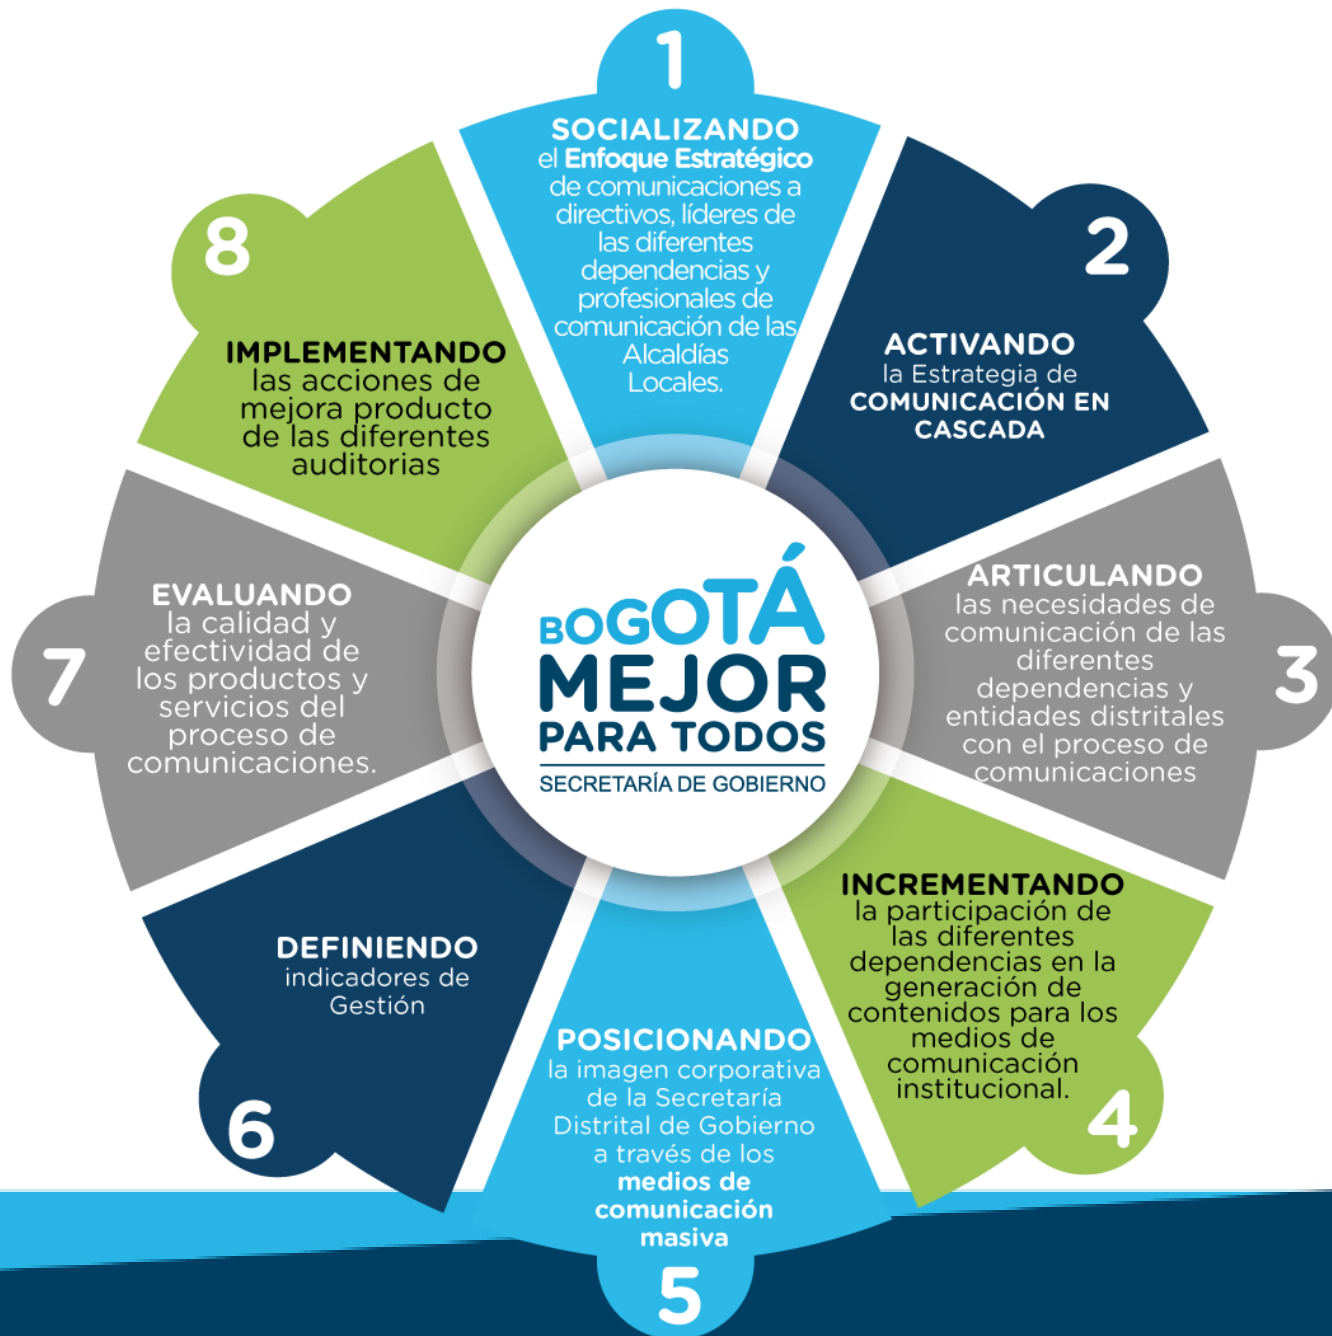 1
SOCIALIZANDO
el Enfoque Estratégico
de comunicaciones a
directivos, líderes de
las diferentes
dependencias y
profesionales de
comunicación de las
Alcaldías
Locales.
2
ACTIVANDO
la Estrategia de
COMUNICACIÓN EN
CASCADA
3
ARTICULANDO
las necesidades de
comunicación de las
diferentes
dependencias y
entidades distritales
con el proceso de
comunicaciones
4
INCREMENTANDO
la participación de
las diferentes
dependencias en la
generación de
contenidos para los
medios de
comunicación
institucional.
5
POSICIONANDO
la imagen corporativa
de la Secretaría
Distrital de Gobierno
a través de los
medios de
comunicación
masiva
6
DEFINIENDO
indicadores de
Gestión
7
EVALUANDO
la calidad y
efectividad de
los productos y
servicios del
proceso de
comunicaciones.
8
IMPLEMENTANDO
las acciones de
mejora producto
de las diferentes
auditorias
BOGOTÁ
MEJOR
PARA TODOS
SECRETARÍA DE GOBIERNO